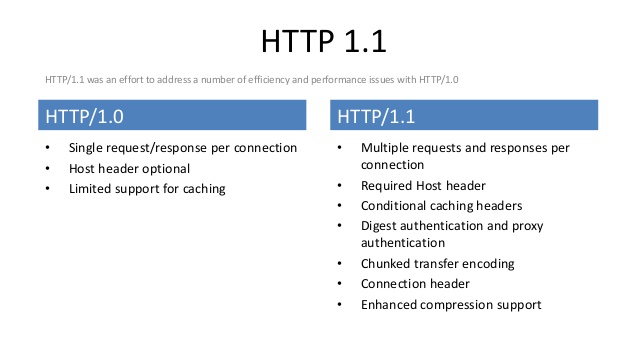 HTTP 1.1
HTTP/1.1 was an effort to address a number of efficiency and performance issues with HTTP/1.0
HTTP/1.0
• Single request/response per connection
• Host header optional
• Limited support for caching
HTTP/1.1
• Multiple requests and responses per
connection
• Required Host header
• Conditional caching headers
• Digest authentication and proxy
authentication
• Chunked transfer encoding
• Connection header
• Enhanced compression support